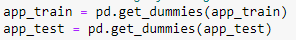 app_train = pd.get_dummies(app_train)
app_test = pd.get_dummies(app_test)